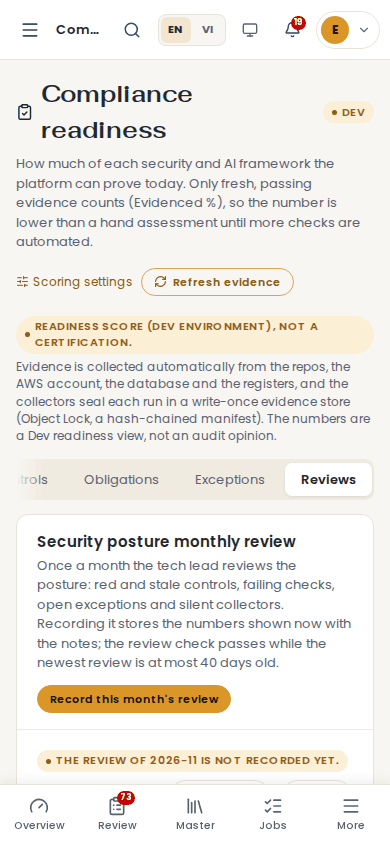 Com...
EN
VI
19
E
Compliance
readiness
DEV
How much of each security and AI framework the
platform can prove today. Only fresh, passing
evidence counts (Evidenced %), so the number is
lower than a hand assessment until more checks are
automated.
Scoring settings
Refresh evidence
READINESS SCORE (DEV ENVIRONMENT), NOT A
CERTIFICATION.
Evidence is collected automatically from the repos, the
AWS account, the database and the registers, and the
collectors seal each run in a write-once evidence store
(Object Lock, a hash-chained manifest). The numbers are
a Dev readiness view, not an audit opinion.
trols
Obligations
Exceptions
Reviews
Security posture monthly review
Once a month the tech lead reviews the
posture: red and stale controls, failing checks,
open exceptions and silent collectors.
Recording it stores the numbers shown now with
the notes; the review check passes while the
newest review is at most 40 days old.
Record this month's review
THE REVIEW OF 2026-11 IS NOT RECORDED YET.
73
Overview
Review
Master
Jobs
More